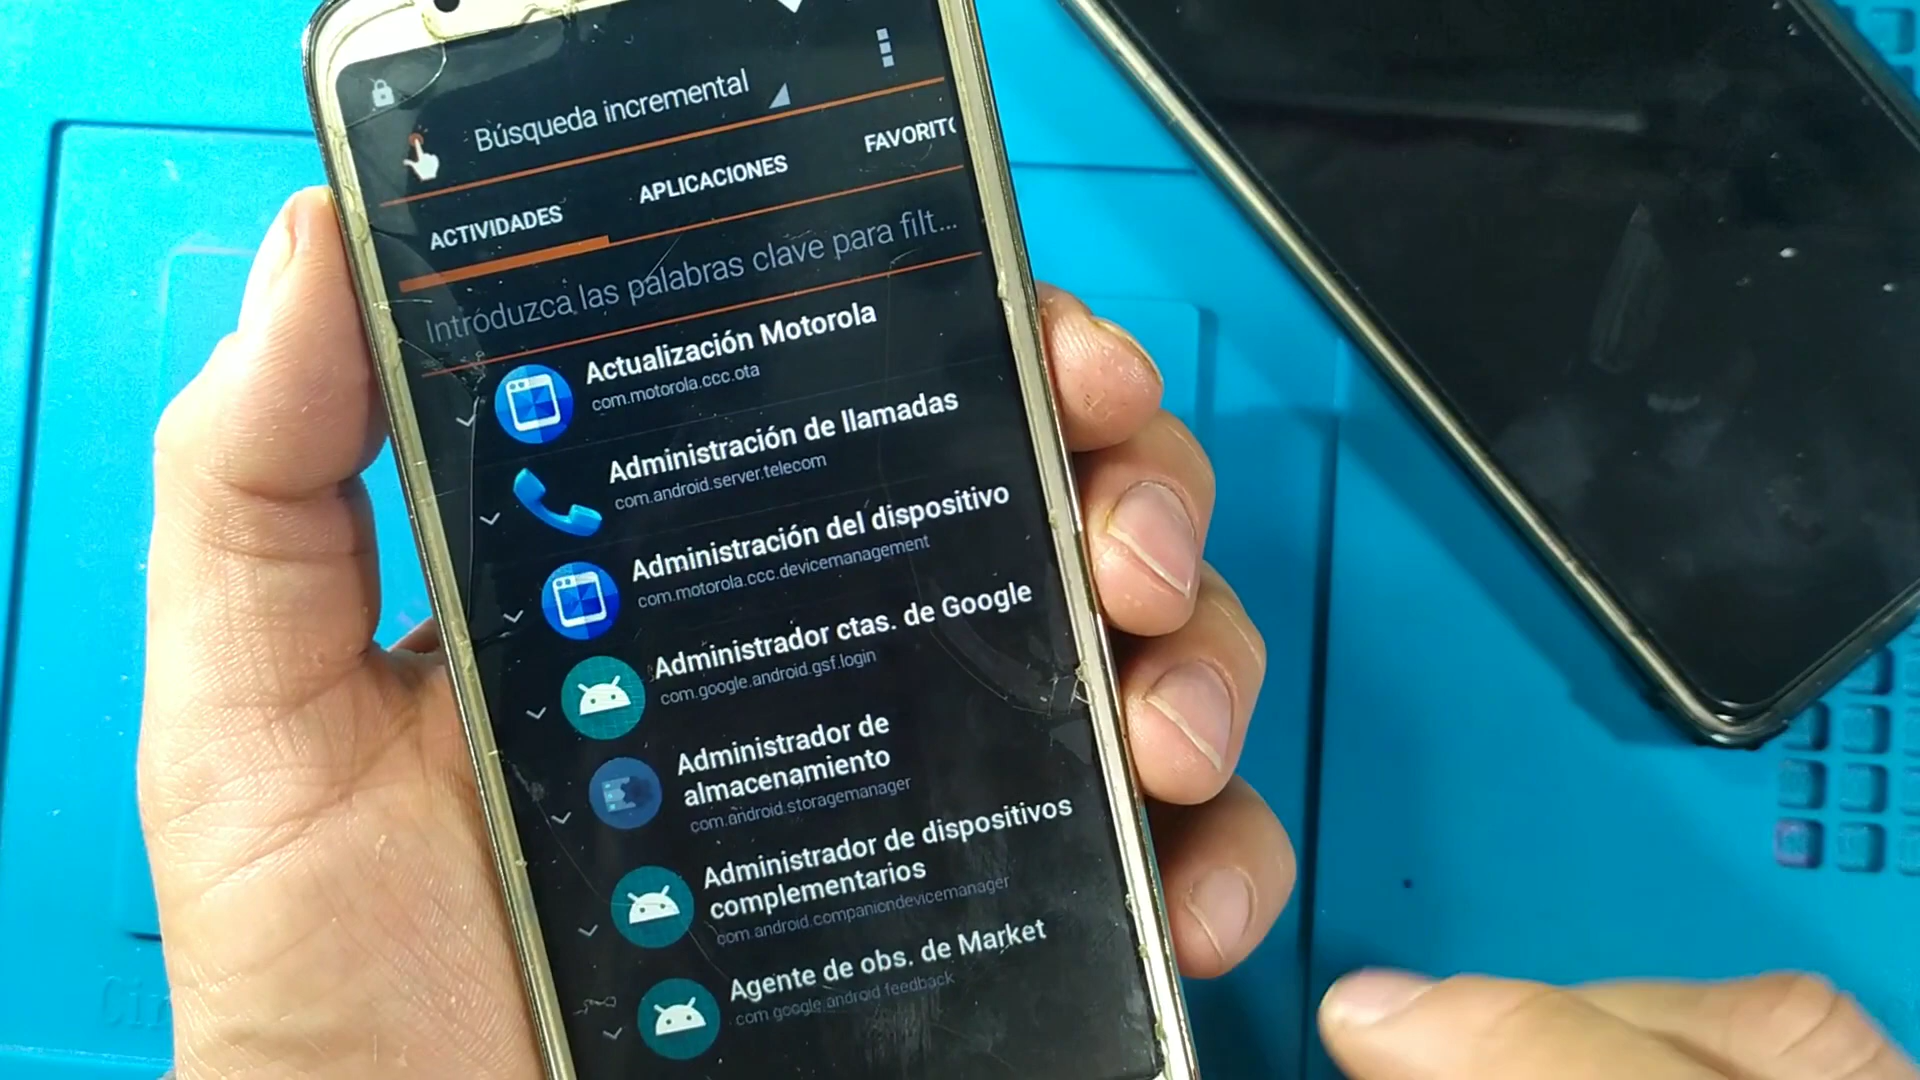 Búsqueda incremental
ACTIVIDADES APLICACIONES FAVORITO
Introduzca las palabras clave para filt...
Actualización Motorola
com.motorola.ccc.ota
Administración de llamadas
com.android.server.telecom
Administración del dispositivo
com.motorola.ccc.devicemanagement
Administrador ctas. de Google
com.google.android.gsf.login
Administrador de
almacenamiento
com.android.storagemanager
Administrador de dispositivos
complementarios
com.android.companiondevicemanager
Agente de obs. de Market
com.google.android.feedback